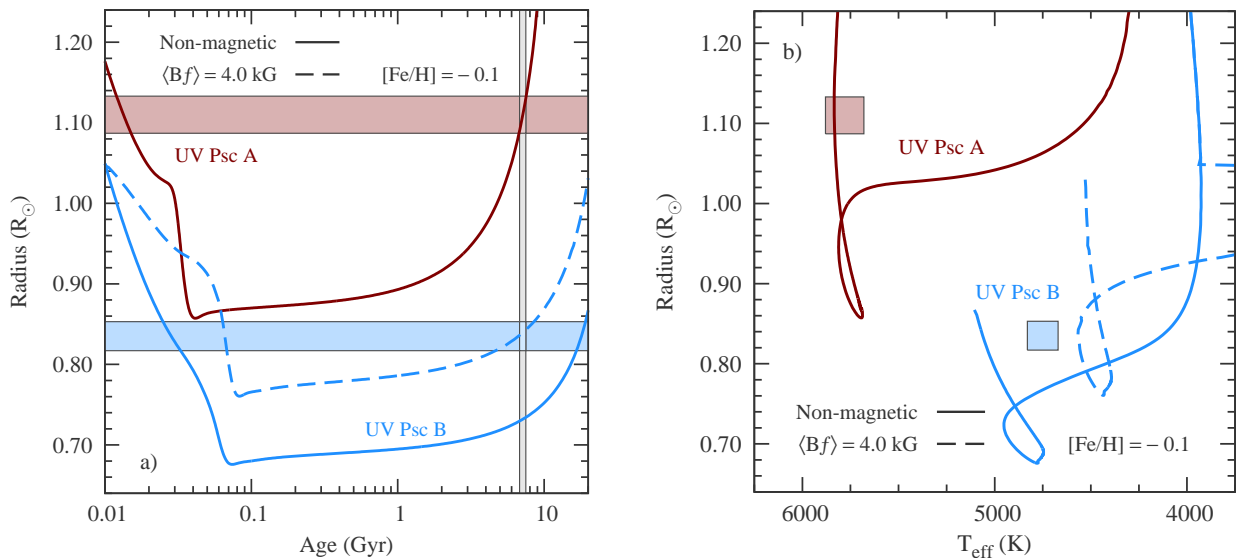 1.20
1.10
1.00
0.90
0.80
0.70
Radius (R☉)
0.01
0.1
1
10
Age (Gyr)
Non-magnetic
⟨Bf⟩ = 4.0 kG
[Fe/H] = − 0.1
UV Psc A
UV Psc B
a)
1.20
1.10
1.00
0.90
0.80
0.70
Radius (R☉)
6000
5000
4000
T_eff (K)
b)
UV Psc A
UV Psc B
Non-magnetic
⟨Bf⟩ = 4.0 kG
[Fe/H] = − 0.1